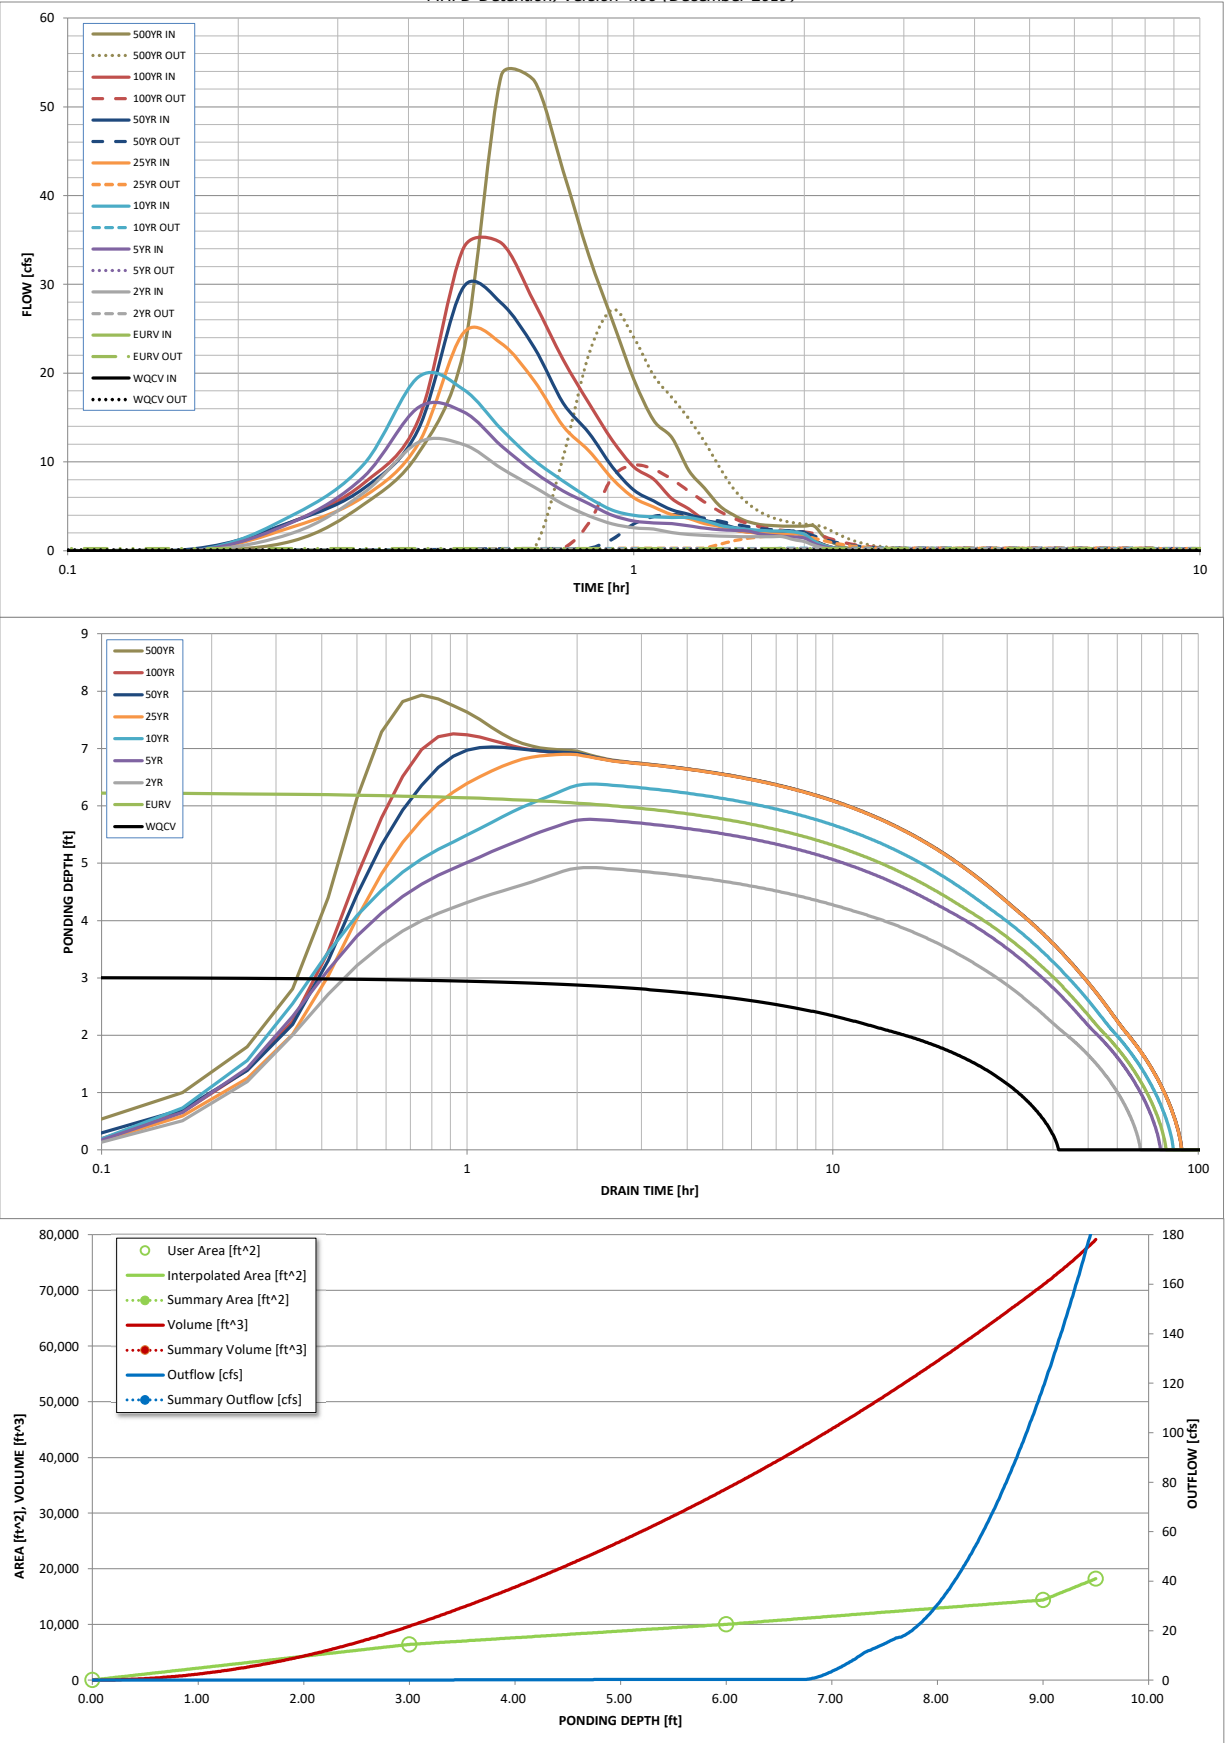 MHFD-Detention, Version 4.00 (December 2019)
60
50
40
30
20
10
0
FLOW [cfs]
500YR IN
500YR OUT
100YR IN
100YR OUT
50YR IN
50YR OUT
25YR IN
25YR OUT
10YR IN
10YR OUT
5YR IN
5YR OUT
2YR IN
2YR OUT
EURV IN
EURV OUT
WQCV IN
WQCV OUT
0.1
1
10
TIME [hr]
9
8
7
6
5
4
3
2
1
0
PONDING DEPTH [ft]
500YR
100YR
50YR
25YR
10YR
5YR
2YR
EURV
WQCV
0.1
1
10
100
DRAIN TIME [hr]
80,000
70,000
60,000
50,000
40,000
30,000
20,000
10,000
0
AREA [ft^2], VOLUME [ft^3]
User Area [ft^2]
Interpolated Area [ft^2]
Summary Area [ft^2]
Volume [ft^3]
Summary Volume [ft^3]
Outflow [cfs]
Summary Outflow [cfs]
180
160
140
120
100
80
60
40
20
0
OUTFLOW [cfs]
0.00
1.00
2.00
3.00
4.00
5.00
6.00
7.00
8.00
9.00
10.00
PONDING DEPTH [ft]